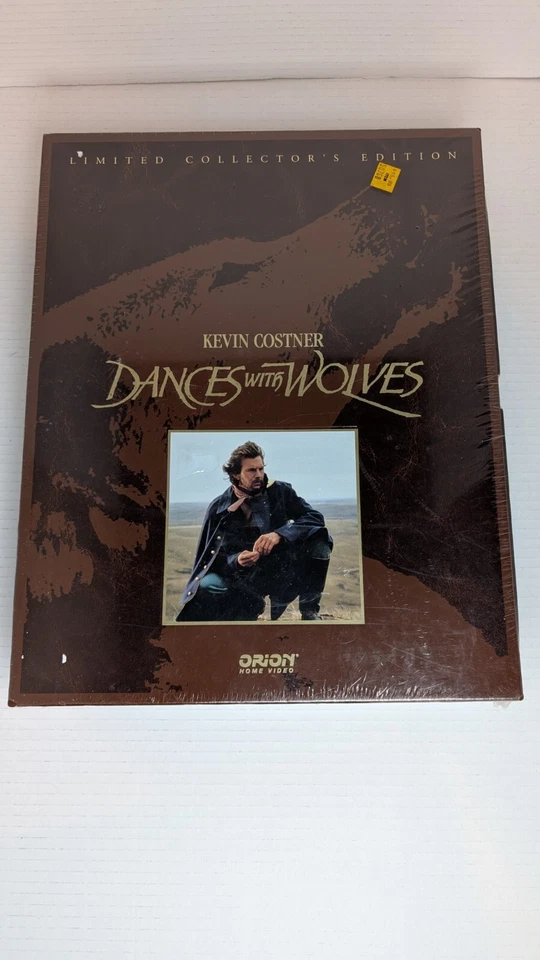 LIMITED COLLECTOR'S EDITION
KEVIN COSTNER
DANCES WITH WOLVES
ORION
HOME VIDEO